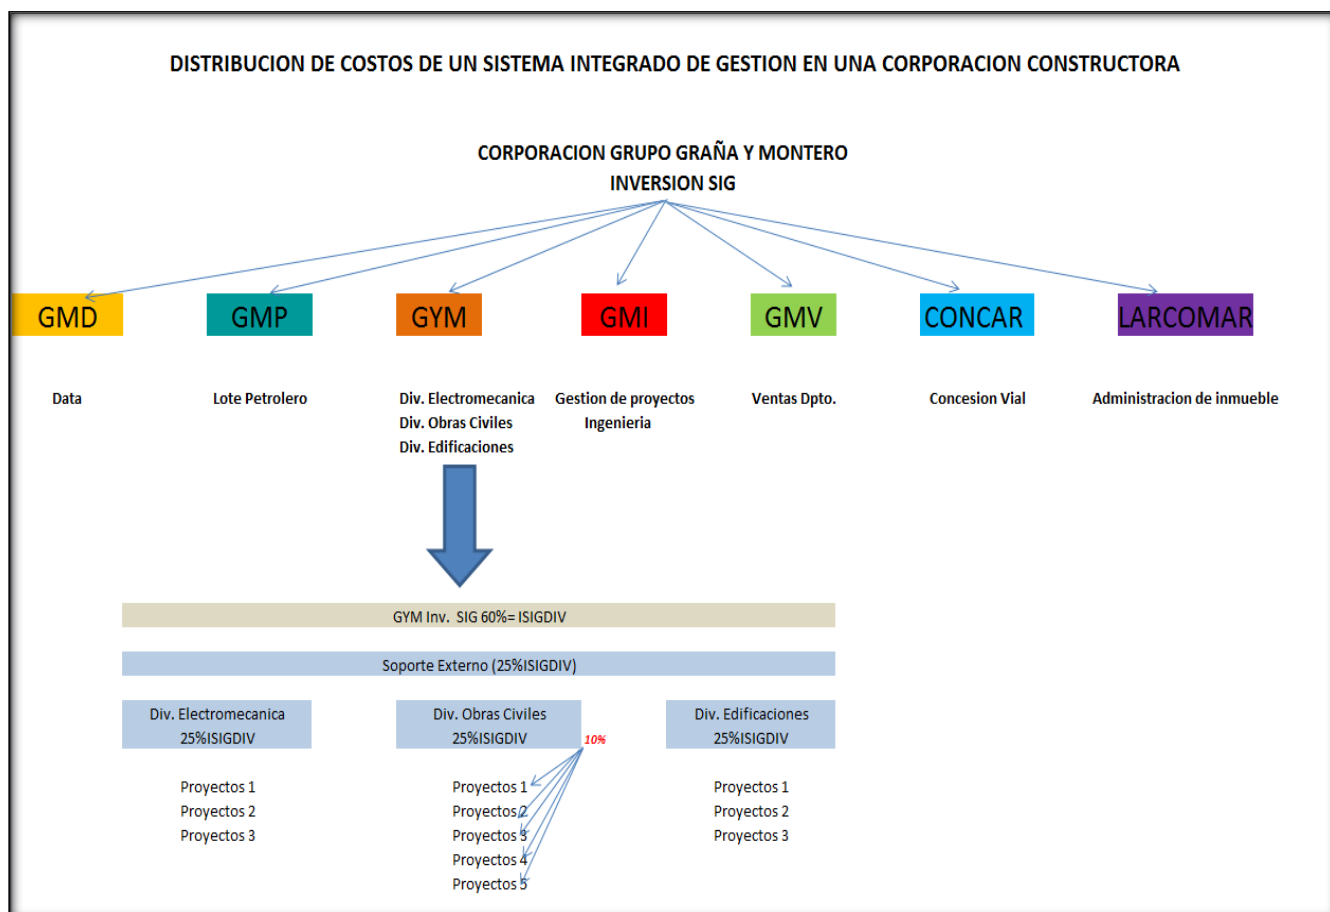 DISTRIBUCION DE COSTOS DE UN SISTEMA INTEGRADO DE GESTION EN UNA CORPORACION CONSTRUCTORA
CORPORACION GRUPO GRAÑA Y MONTERO
INVERSION SIG
GMD
GMP
GYM
GMI
GMV
CONCAR
LARCOMAR
Data
Lote Petrolero
Div. Electromecanica
Div. Obras Civiles
Div. Edificaciones
Gestion de proyectos
Ingenieria
Ventas Dpto.
Concesion Vial
Administracion de inmueble
GYM Inv. SIG 60%= ISIGDIV
Soporte Externo (25%ISIGDIV)
Div. Electromecanica
25%ISIGDIV
Proyectos 1
Proyectos 2
Proyectos 3
Div. Obras Civiles
25%ISIGDIV
10%
Proyectos 1
Proyectos 2
Proyectos 3
Proyectos 4
Proyectos 5
Div. Edificaciones
25%ISIGDIV
Proyectos 1
Proyectos 2
Proyectos 3